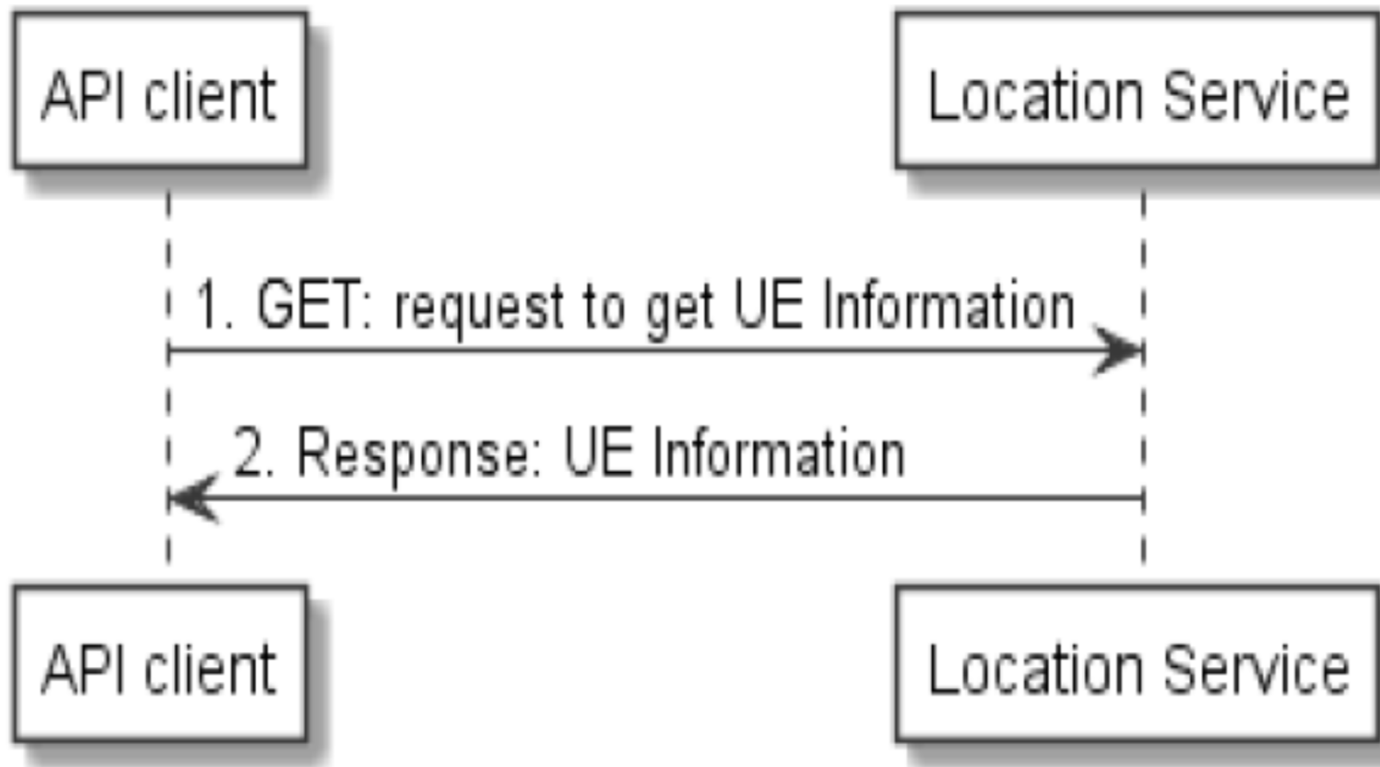 API client
Location Service
1. GET: request to get UE Information
2. Response: UE Information
API client
Location Service